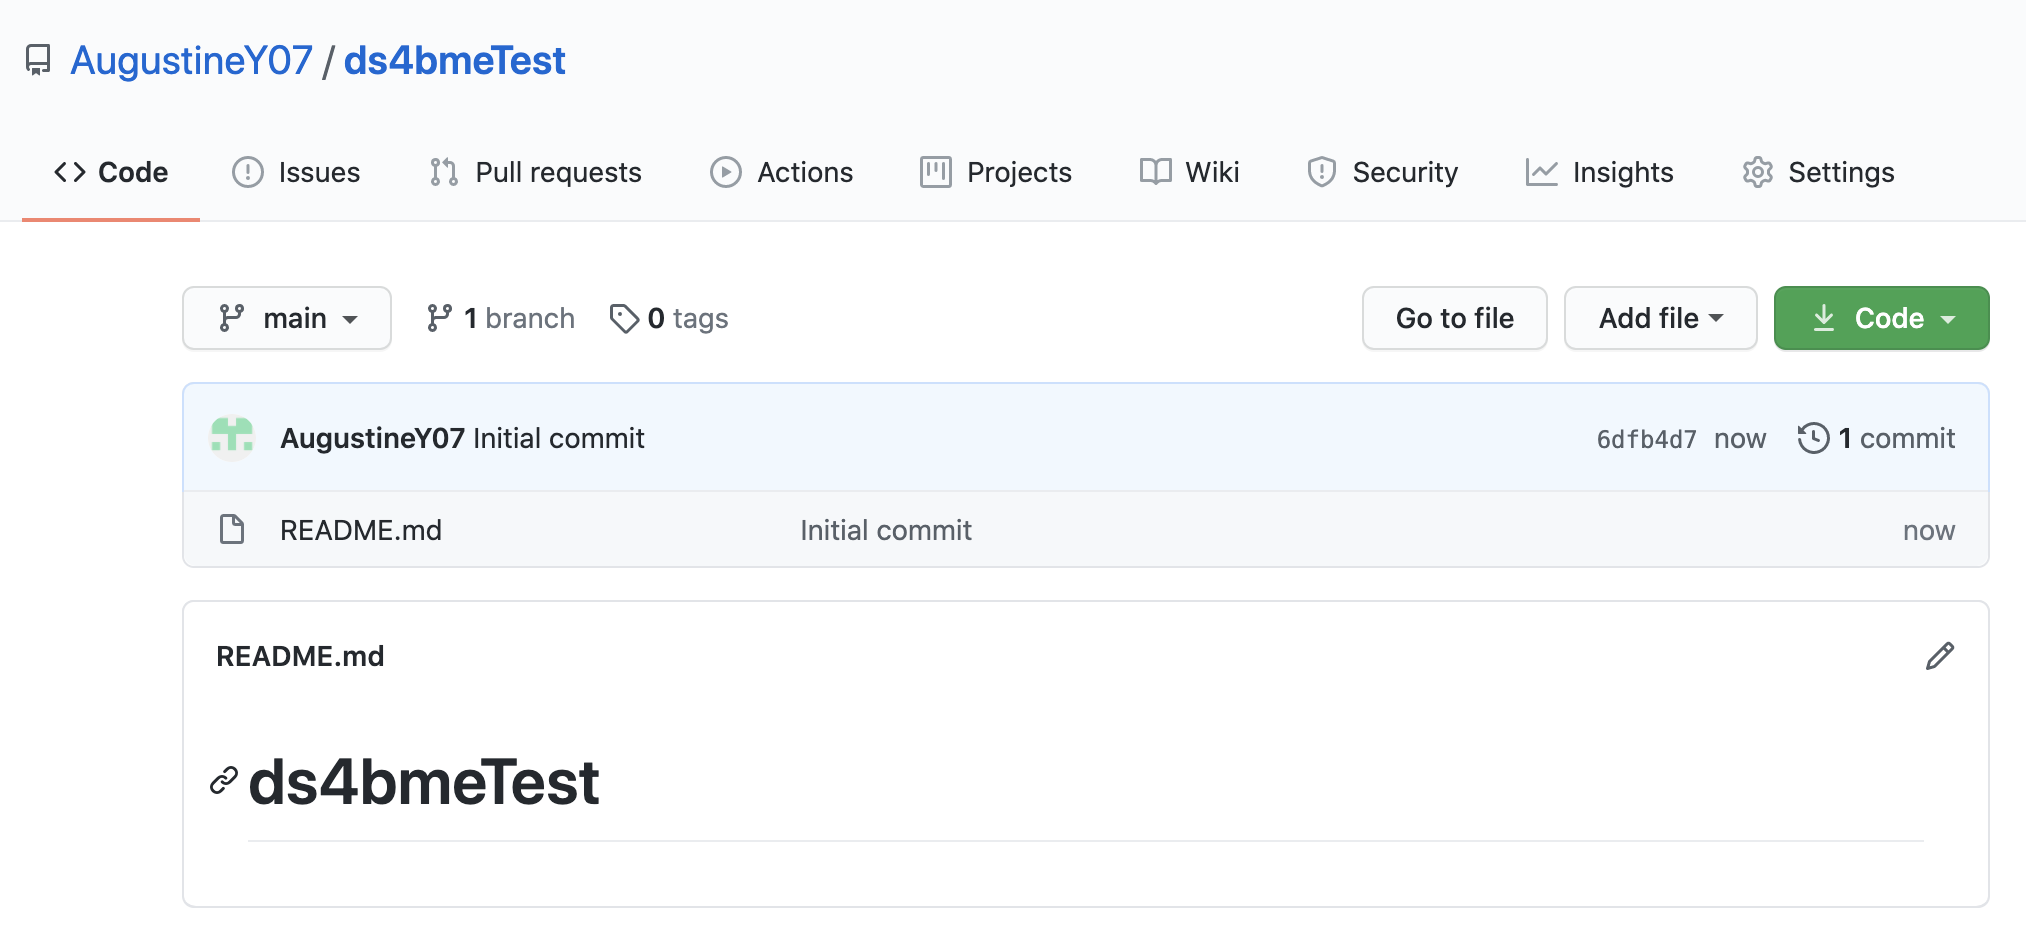 AugustineY07 / ds4bmeTest
Code Issues Pull requests Actions Projects Wiki Security Insights Settings
main 1 branch 0 tags Go to file Add file Code
AugustineY07 Initial commit 6dfb4d7 now 1 commit
README.md Initial commit now
README.md
ds4bmeTest